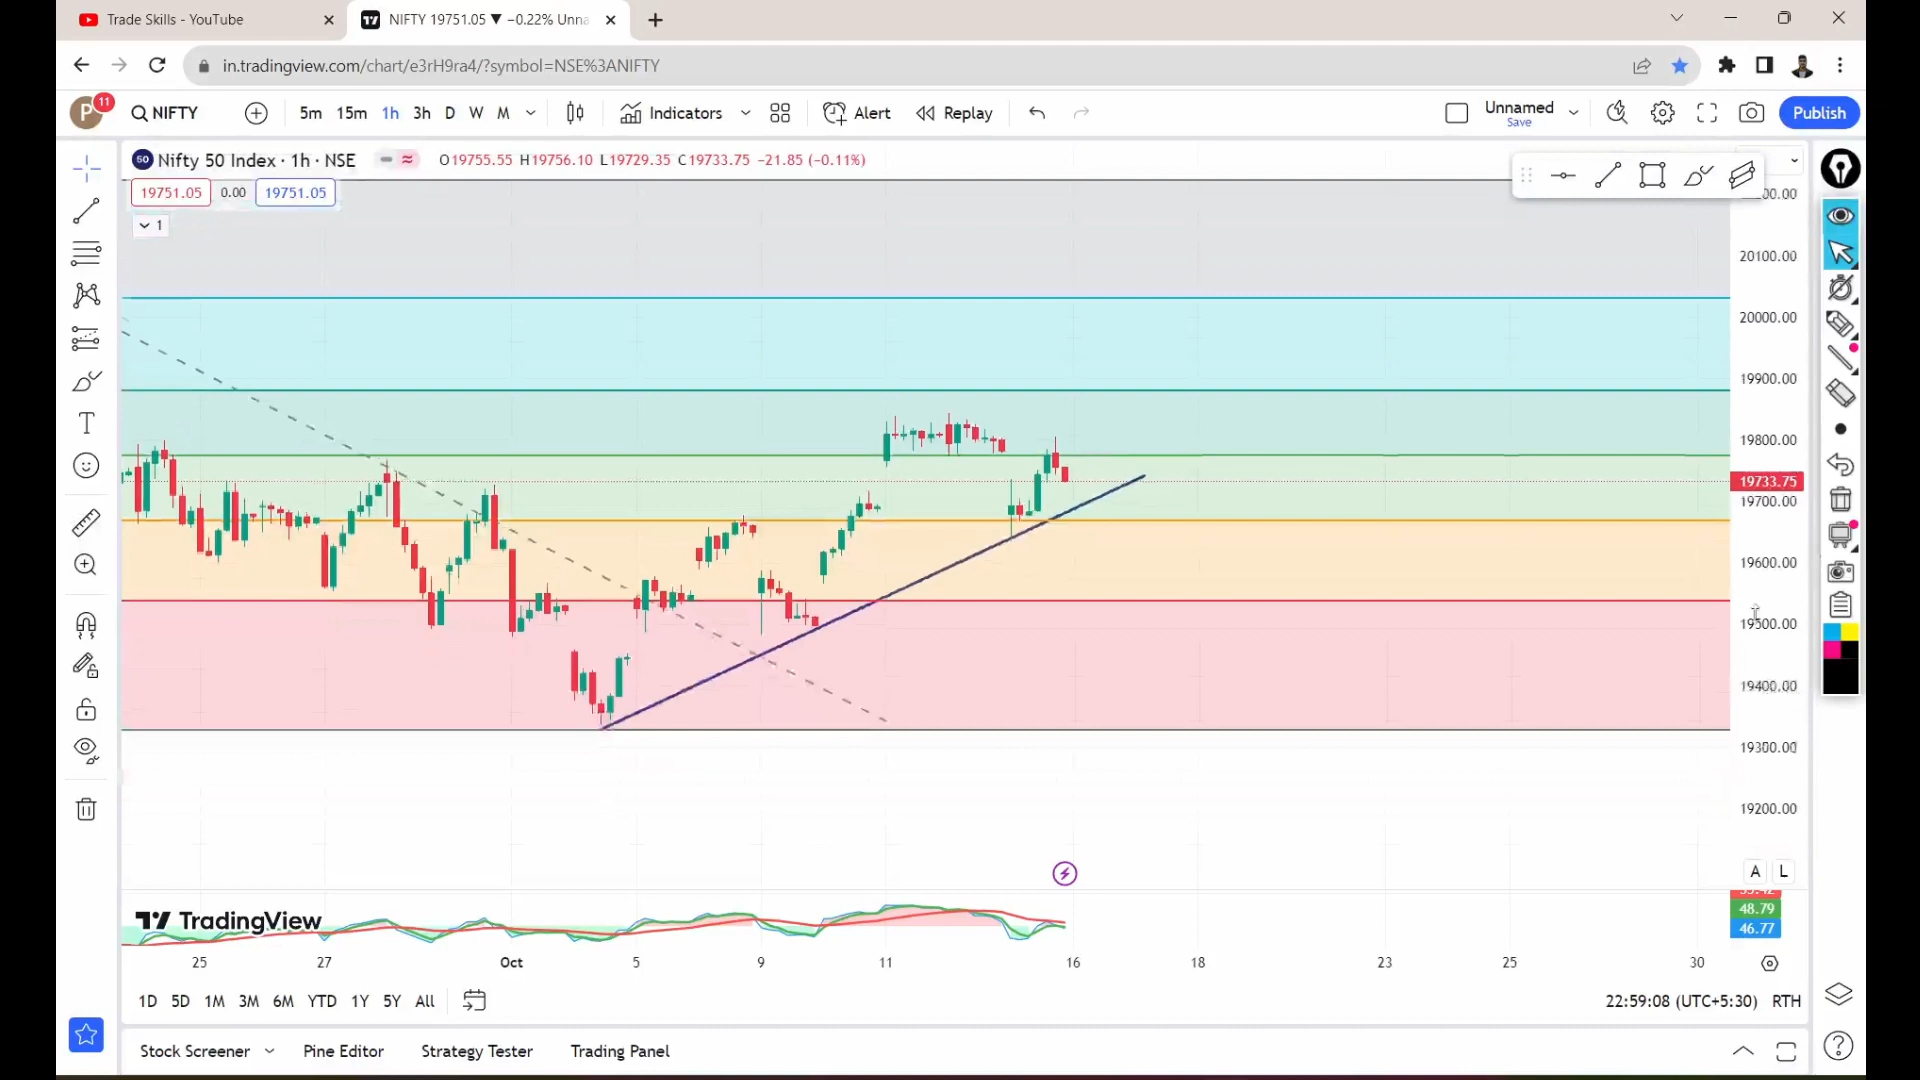 Trade Skills - YouTube
NIFTY 19751.05 ▼ −0.22% Unna
in.tradingview.com/chart/e3rH9ra4/?symbol=NSE%3ANIFTY
P 11 NIFTY 5m 15m 1h 3h D W M Indicators Alert Replay Unnamed Publish
Save
50 Nifty 50 Index · 1h · NSE O19755.55 H19756.10 L19729.35 C19733.75 −21.85 (−0.11%)
19751.05 0.00 19751.05
1
20100.00
20000.00
19900.00
19800.00
19733.75
19700.00
19600.00
19500.00
19400.00
19300.00
19200.00
A L
TradingView
48.79
46.77
25 27 Oct 5 9 11 16 18 23 25 30
1D 5D 1M 3M 6M YTD 1Y 5Y All 22:59:08 (UTC+5:30) RTH
Stock Screener Pine Editor Strategy Tester Trading Panel